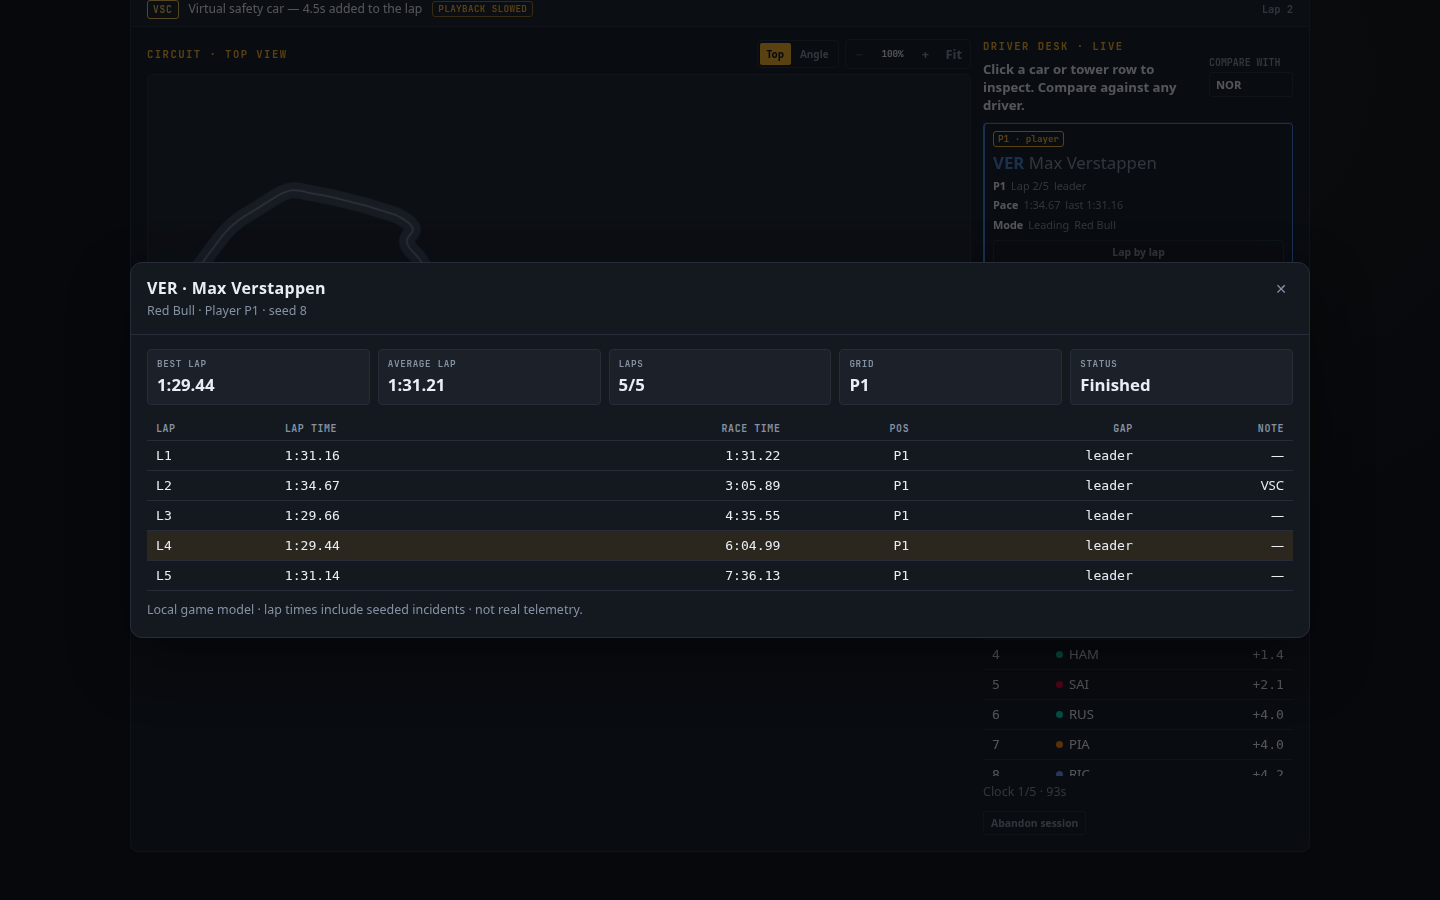 VSC Virtual safety car — 4.5s added to the lap PLAYBACK SLOWED Lap 2
CIRCUIT · TOP VIEW Top Angle − 100% + Fit
DRIVER DESK · LIVE
Click a car or tower row to
inspect. Compare against any
driver.
COMPARE WITH
NOR
P1 · player
VER Max Verstappen
P1 Lap 2/5 leader
Pace 1:34.67 last 1:31.16
Mode Leading Red Bull
Lap by lap
VER · Max Verstappen ×
Red Bull · Player P1 · seed 8
BEST LAP AVERAGE LAP LAPS GRID STATUS
1:29.44 1:31.21 5/5 P1 Finished
LAP LAP TIME RACE TIME POS GAP NOTE
L1 1:31.16 1:31.22 P1 leader —
L2 1:34.67 3:05.89 P1 leader VSC
L3 1:29.66 4:35.55 P1 leader —
L4 1:29.44 6:04.99 P1 leader —
L5 1:31.14 7:36.13 P1 leader —
Local game model · lap times include seeded incidents · not real telemetry.
4 HAM +1.4
5 SAI +2.1
6 RUS +4.0
7 PIA +4.0
8 RIC +4.2
Clock 1/5 · 93s
Abandon session